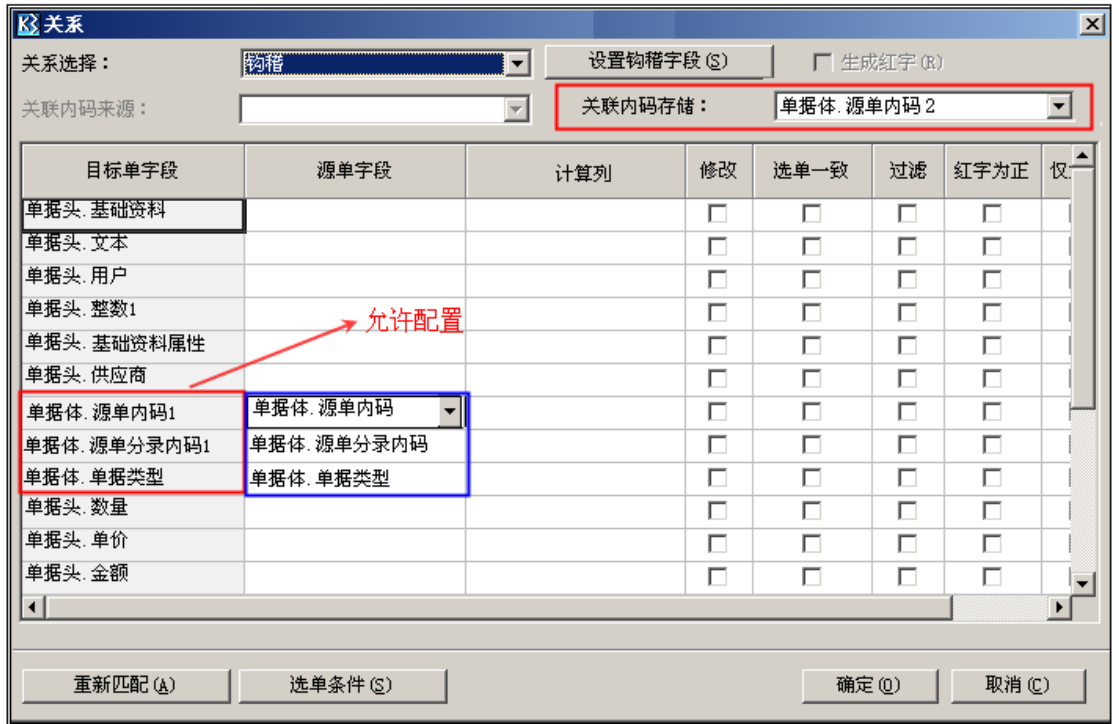 K3 关系
关系选择： 钩稽 设置钩稽字段(S) 生成红字(R)
关联内码来源： 关联内码存储： 单据体.源单内码2
目标单字段 源单字段 计算列 修改 选单一致 过滤 红字为正 仅
单据头.基础资料
单据头.文本
单据头.用户
单据头.整数1
允许配置
单据头.基础资料属性
单据头.供应商
单据体.源单内码1 单据体.源单内码
单据体.源单分录内码1 单据体.源单分录内码
单据体.单据类型 单据体.单据类型
单据头.数量
单据头.单价
单据头.金额
重新匹配(A) 选单条件(S) 确定(O) 取消(C)